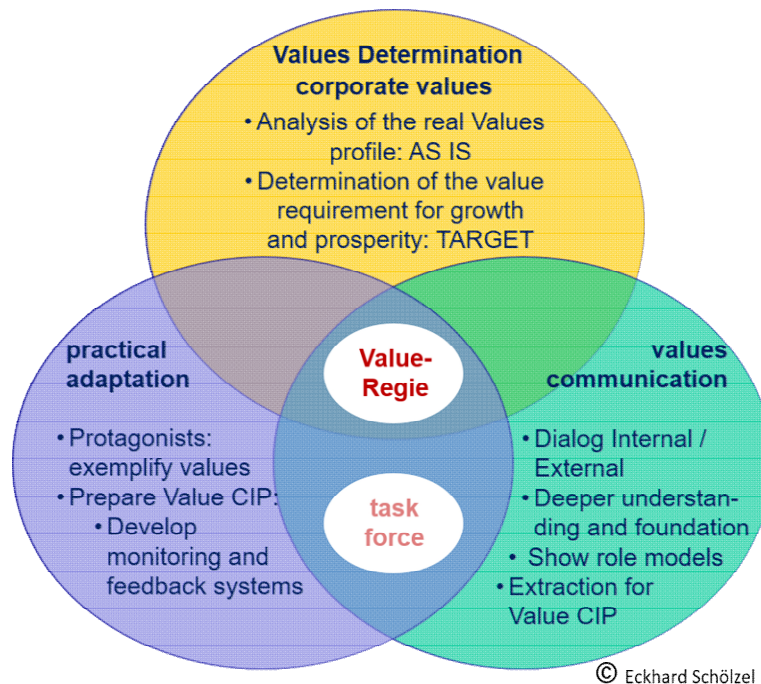 Values Determination
corporate values
• Analysis of the real Values
profile: AS IS
• Determination of the value
requirement for growth
and prosperity: TARGET
practical
adaptation
• Protagonists:
exemplify values
• Prepare Value CIP:
• Develop
monitoring and
feedback systems
Value-
Regie
task
force
values
communication
• Dialog Internal /
External
• Deeper understan-
ding and foundation
• Show role models
• Extraction for
Value CIP
© Eckhard Schölzel